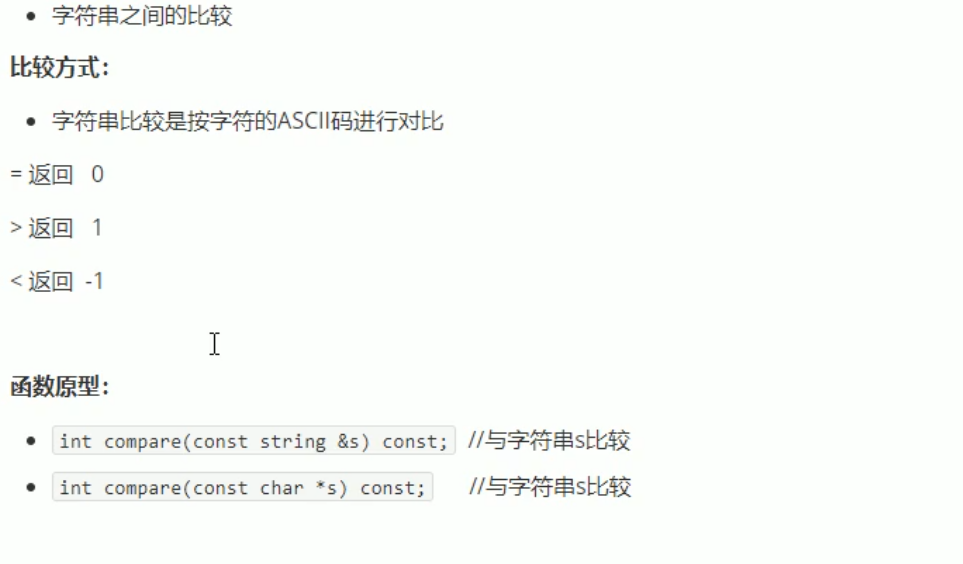 字符串之间的比较
比较方式：
字符串比较是按字符的ASCII码进行对比
= 返回 0
> 返回 1
< 返回 -1
函数原型：
int compare(const string &s) const; //与字符串s比较
int compare(const char *s) const; //与字符串s比较